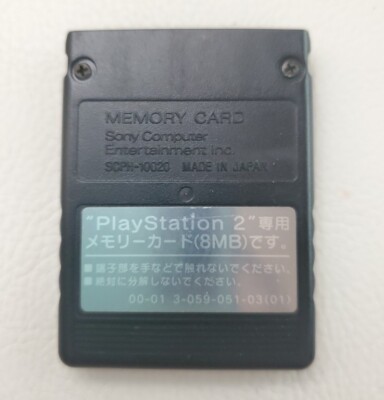 MEMORY CARD
Sony Computer
Entertainment Inc.
SCPH-10020 MADE IN JAPAN
"PlayStation 2"専用
メモリーカード(8MB)です。
■端子部を手などで触れないでください。
■絶対に分解しないでください。
00-01 3-059-051-03(01)